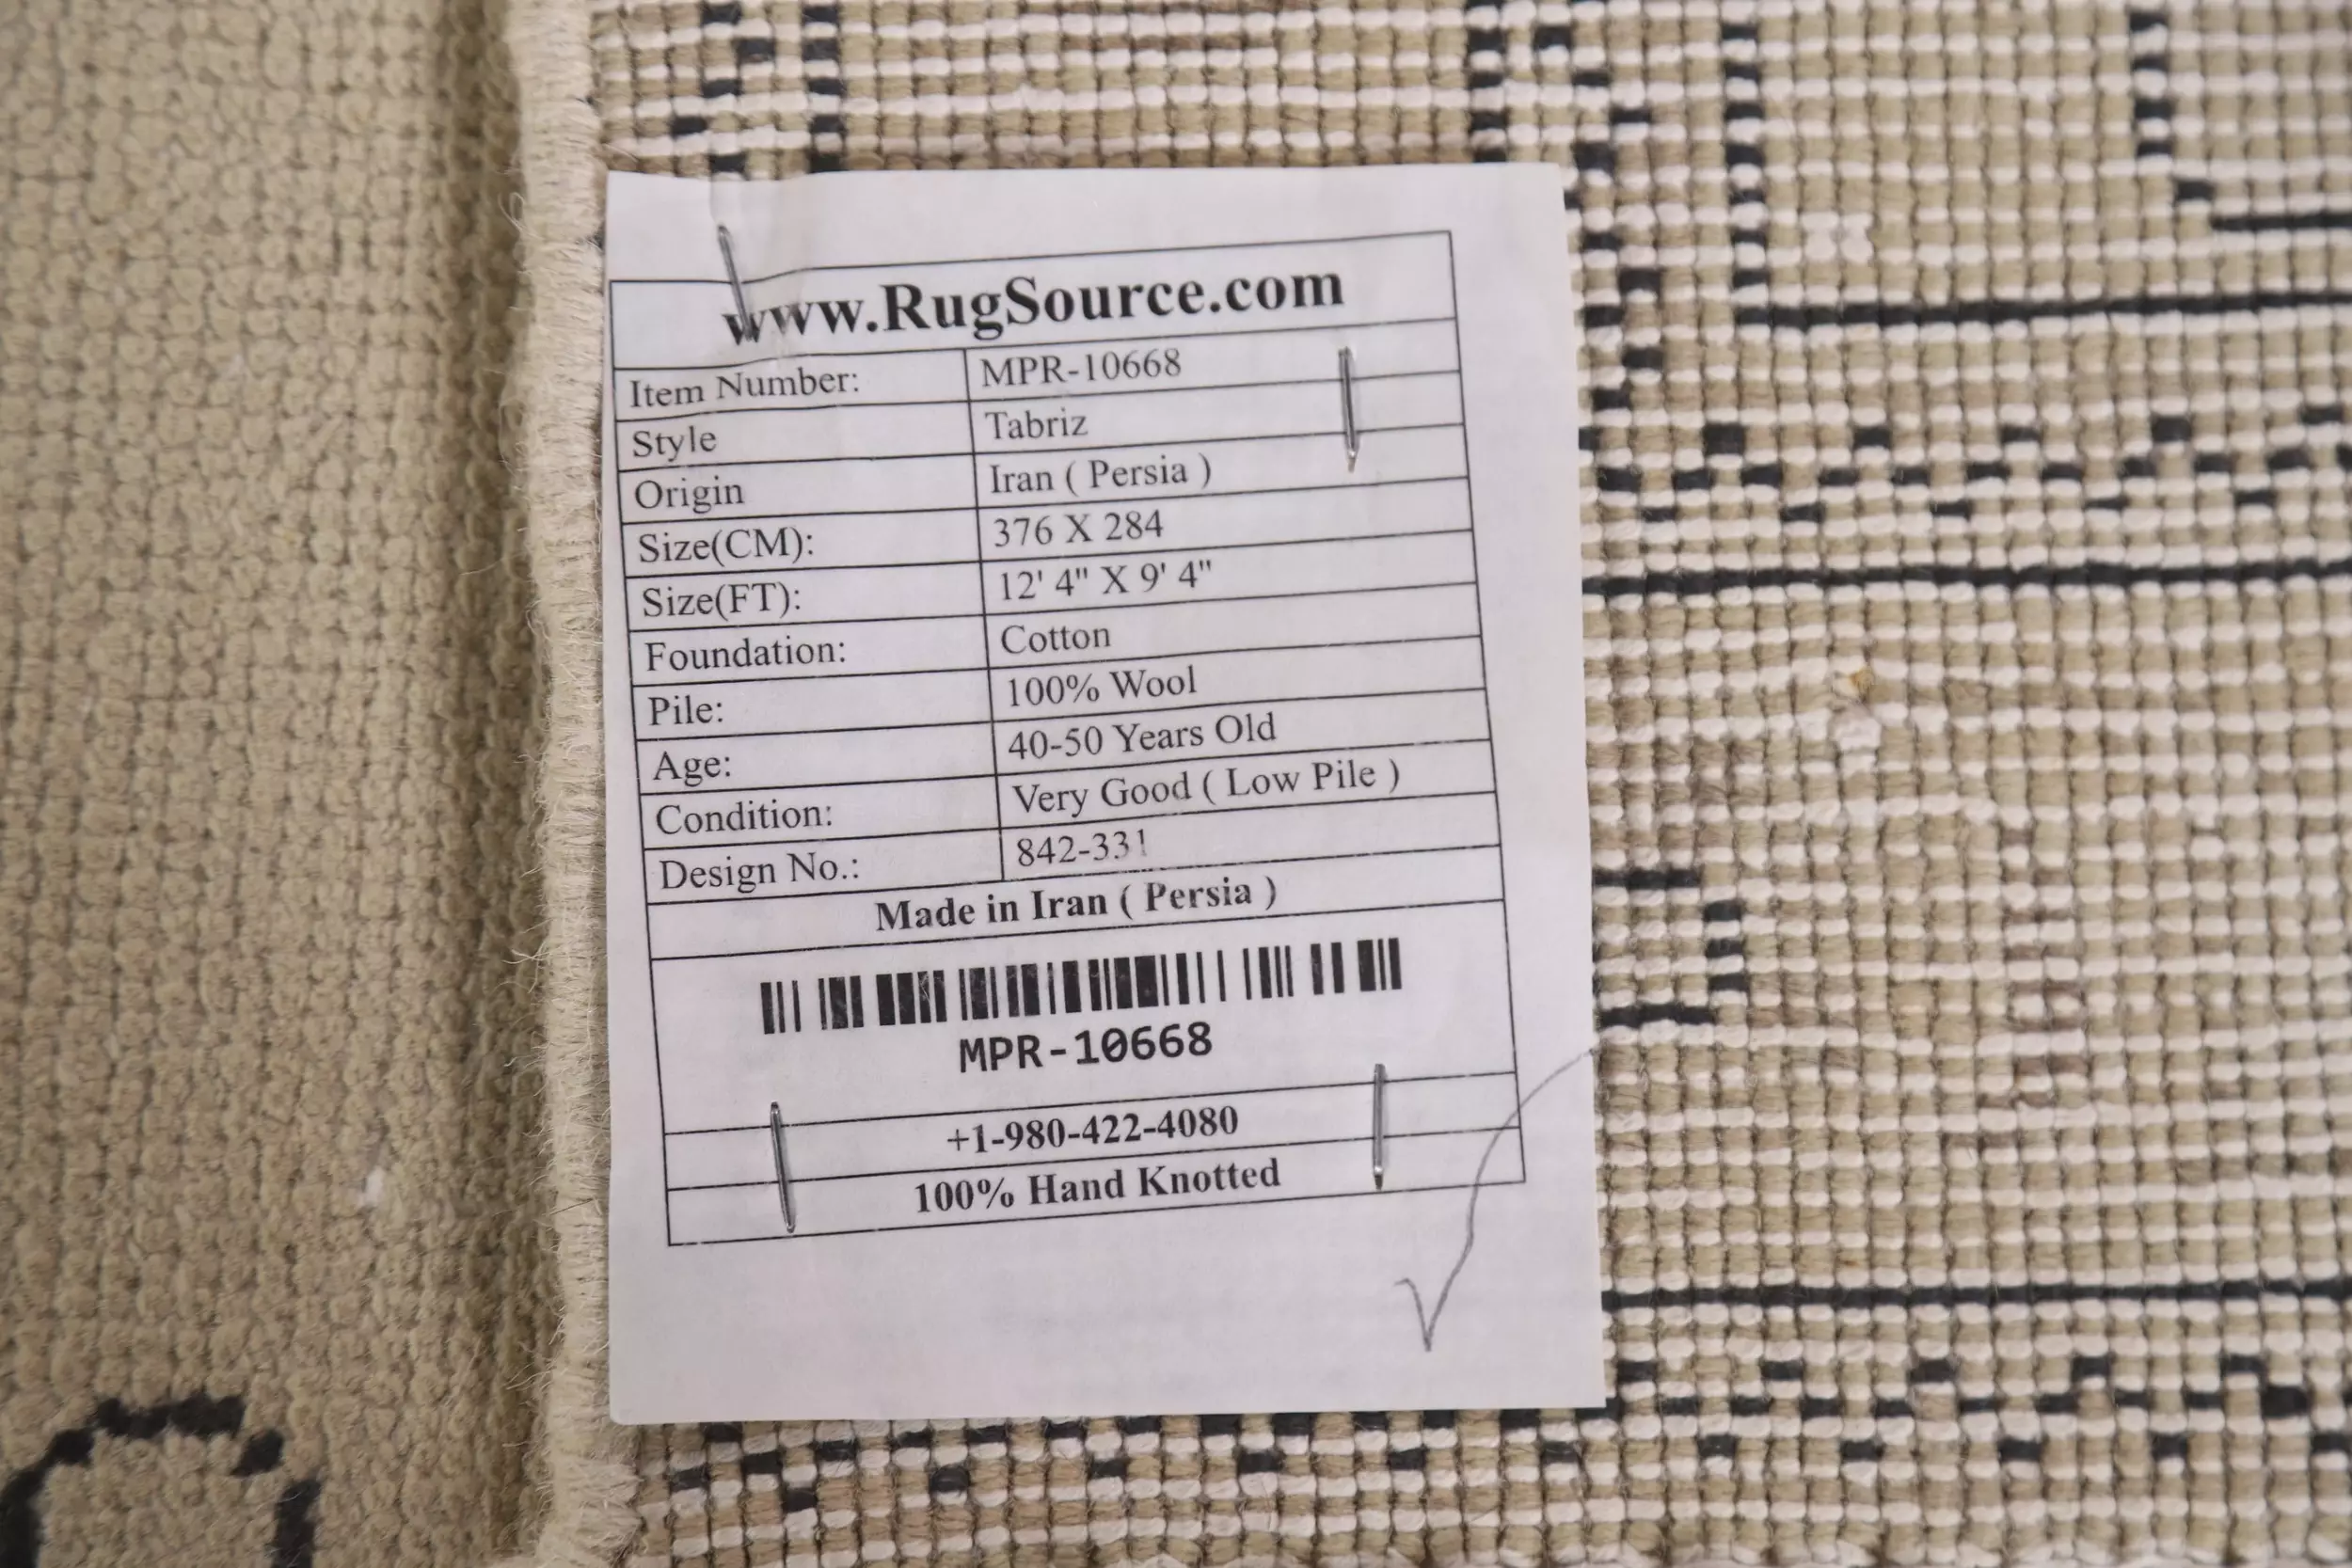 www.RugSource.com
Item Number: MPR-10668
Style Tabriz
Origin Iran ( Persia )
Size(CM): 376 X 284
Size(FT): 12' 4" X 9' 4"
Foundation: Cotton
Pile: 100% Wool
Age: 40-50 Years Old
Condition: Very Good ( Low Pile )
Design No.: 842-331
Made in Iran ( Persia )
MPR-10668
+1-980-422-4080
100% Hand Knotted